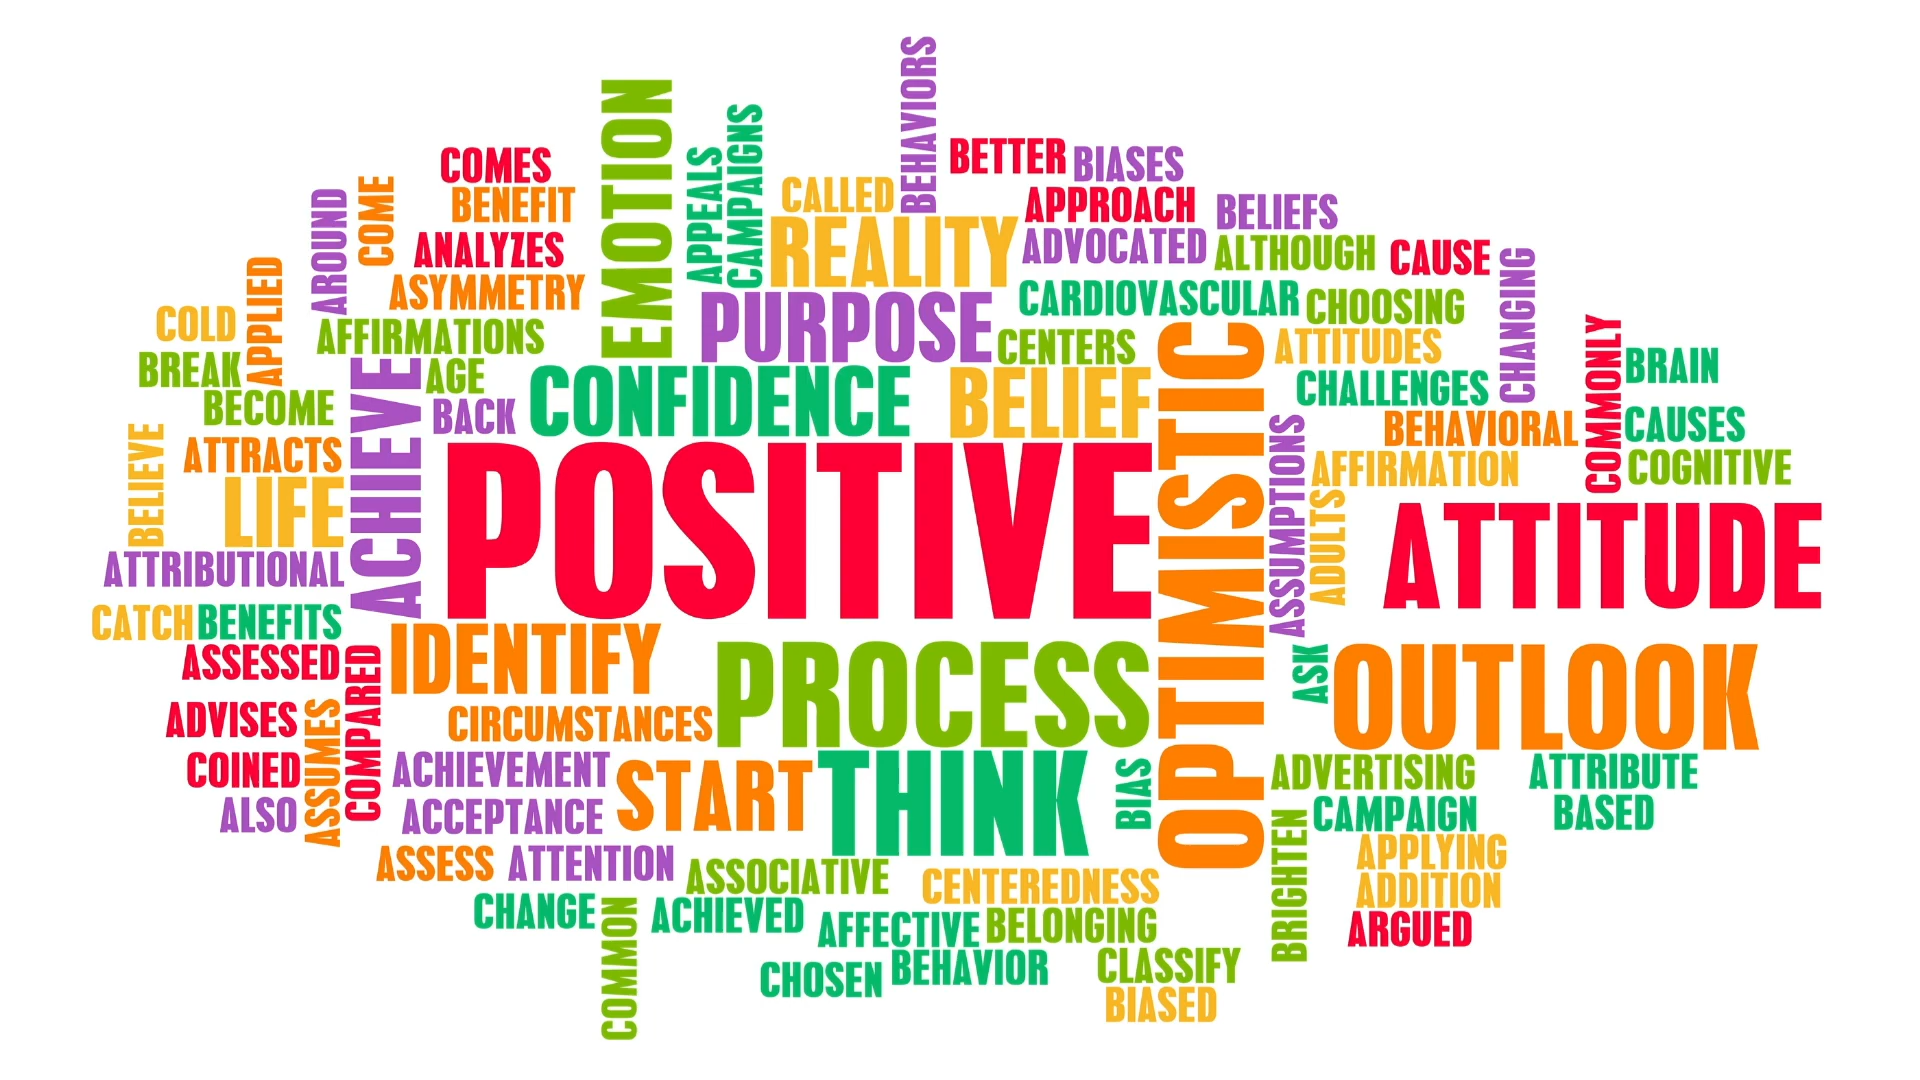 BEHAVIORS
EMOTION
CAMPAIGNS
BETTER
COMES
BIASES
APPEALS
COME
CALLED
BENEFIT
APPROACH
AROUND
BELIEFS
REALITY
ANALYZES
ADVOCATED
ALTHOUGH
CAUSE
CHANGING
APPLIED
ASYMMETRY
CARDIOVASCULAR
CHOOSING
PURPOSE
COLD
AFFIRMATIONS
CENTERS
ATTITUDES
COMMONLY
BRAIN
BREAK
OPTIMISTIC
ACHIEVE
AGE
CONFIDENCE
BELIEF
CHALLENGES
BECOME
BACK
BEHAVIORAL
CAUSES
BELIEVE
ATTRACTS
ASSUMPTIONS
AFFIRMATION
COGNITIVE
LIFE
POSITIVE
ADULTS
ATTITUDE
ATTRIBUTIONAL
CATCH
BENEFITS
IDENTIFY
ASSESSED
COMPARED
PROCESS
ASK
OUTLOOK
ADVISES
ASSUMES
CIRCUMSTANCES
COINED
ACHIEVEMENT
START
THINK
BIAS
ADVERTISING
ATTRIBUTE
ALSO
ACCEPTANCE
CAMPAIGN
BASED
BRIGHTEN
APPLYING
ASSESS
ATTENTION
ASSOCIATIVE
CENTEREDNESS
ADDITION
CHANGE
COMMON
ACHIEVED
AFFECTIVE
BELONGING
ARGUED
CHOSEN
BEHAVIOR
CLASSIFY
BIASED